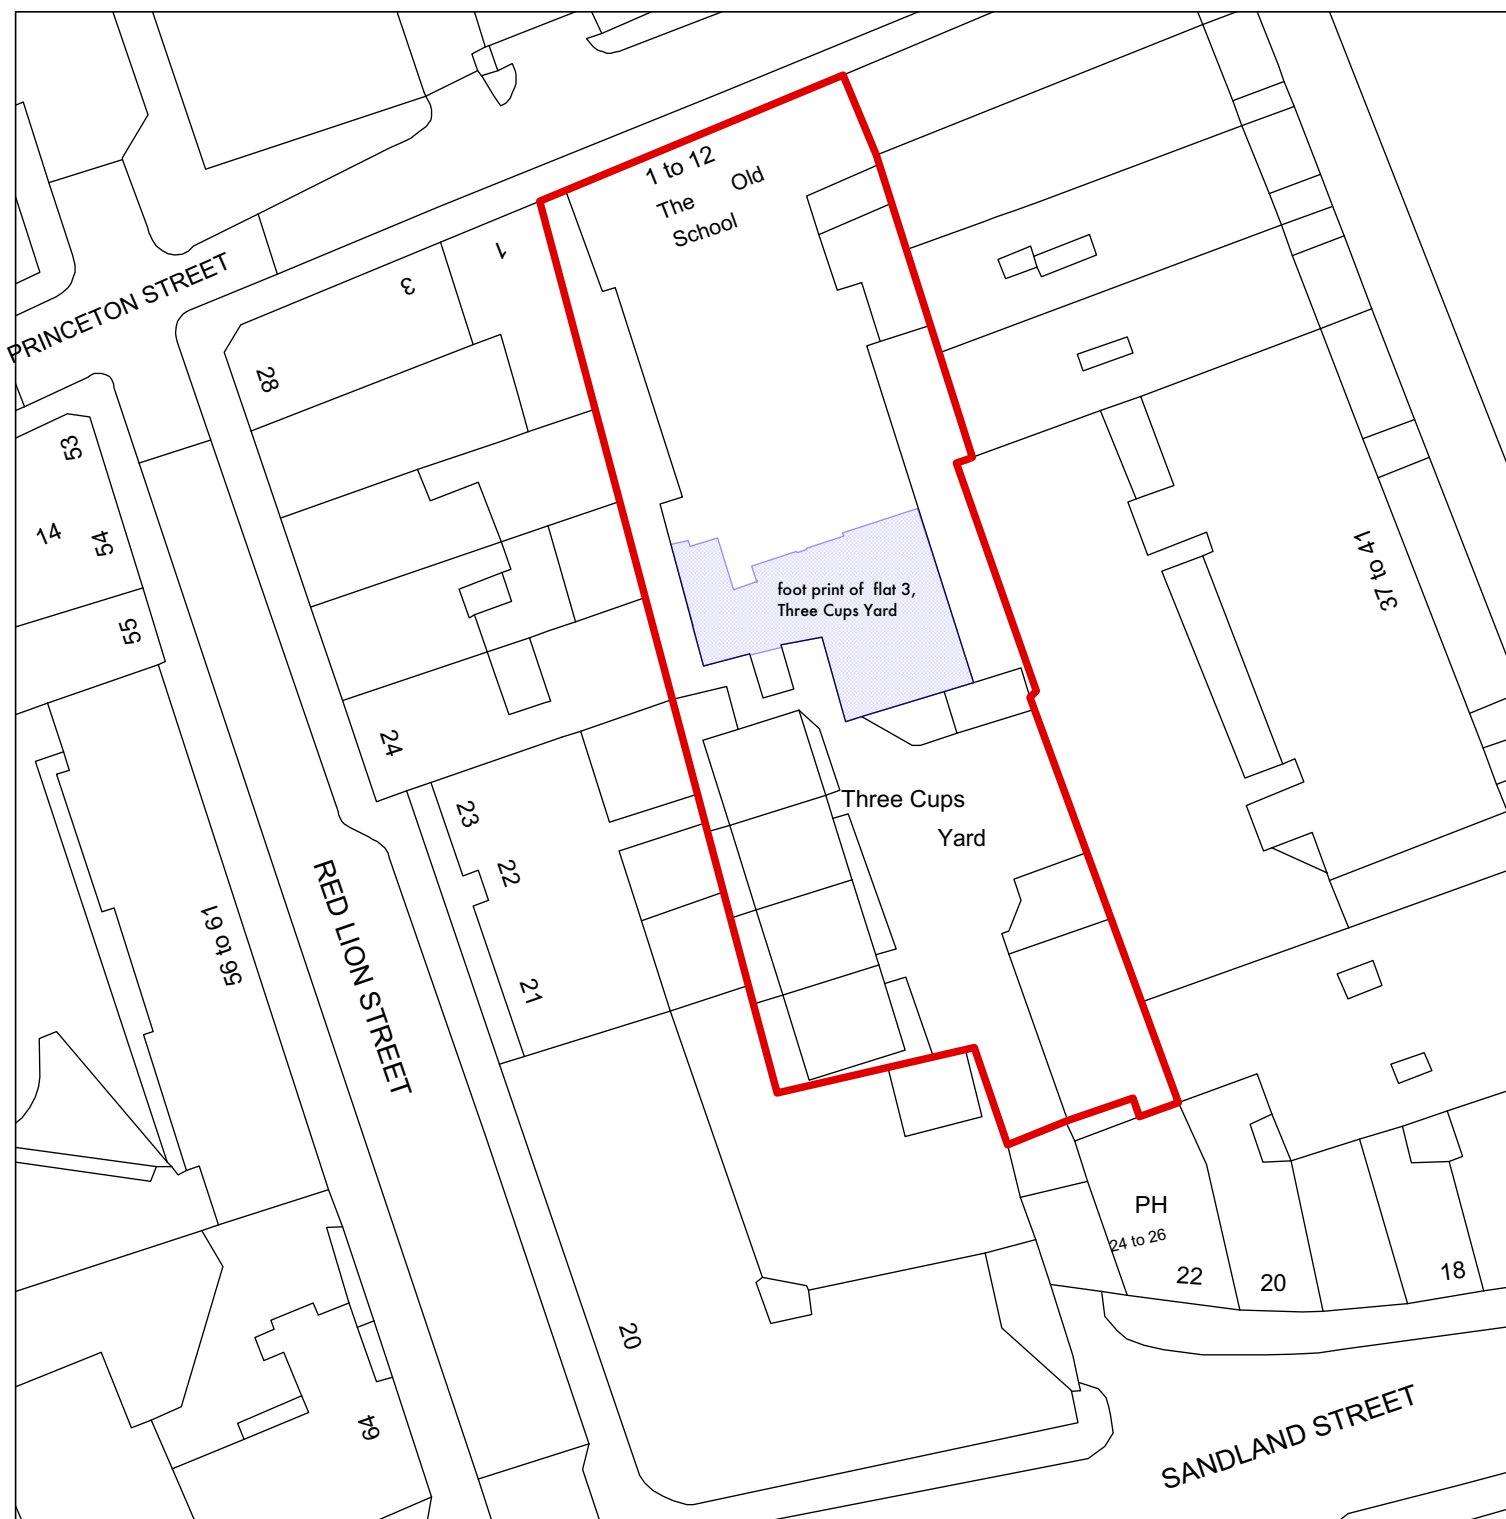 1 to 12
The Old
School
1
3
PRINCETON STREET
28
53
14
54
55
37 to 41
foot print of flat 3,
Three Cups Yard
24
23
22
21
Three Cups
Yard
RED LION STREET
56 to 61
PH
24 to 26
22
20
18
20
64
SANDLAND STREET